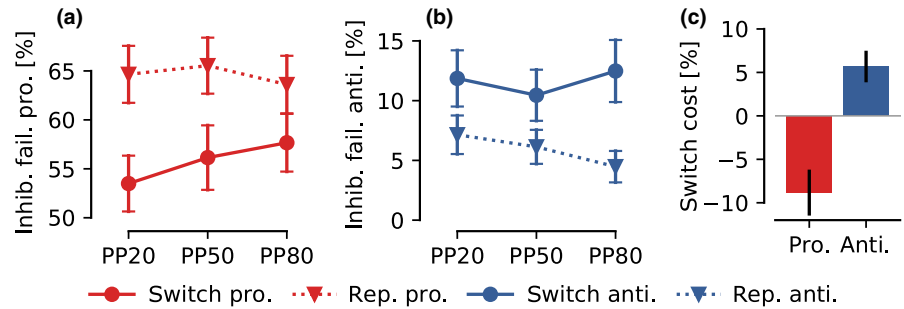 (a)
Inhib. fail. pro. [%]
65
60
55
50
PP20 PP50 PP80
(b)
Inhib. fail. anti. [%]
15
10
5
0
PP20 PP50 PP80
(c)
Switch cost [%]
10
5
0
−5
−10
Pro. Anti.
Switch pro. Rep. pro. Switch anti. Rep. anti.